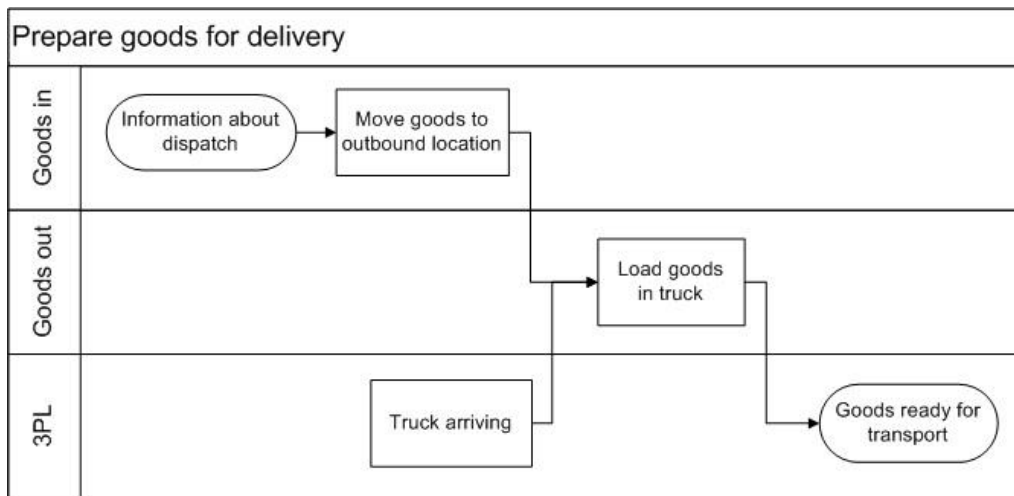 Prepare goods for delivery
Goods in
Information about
dispatch
Move goods to
outbound location
Goods out
Load goods
in truck
3PL
Truck arriving
Goods ready for
transport